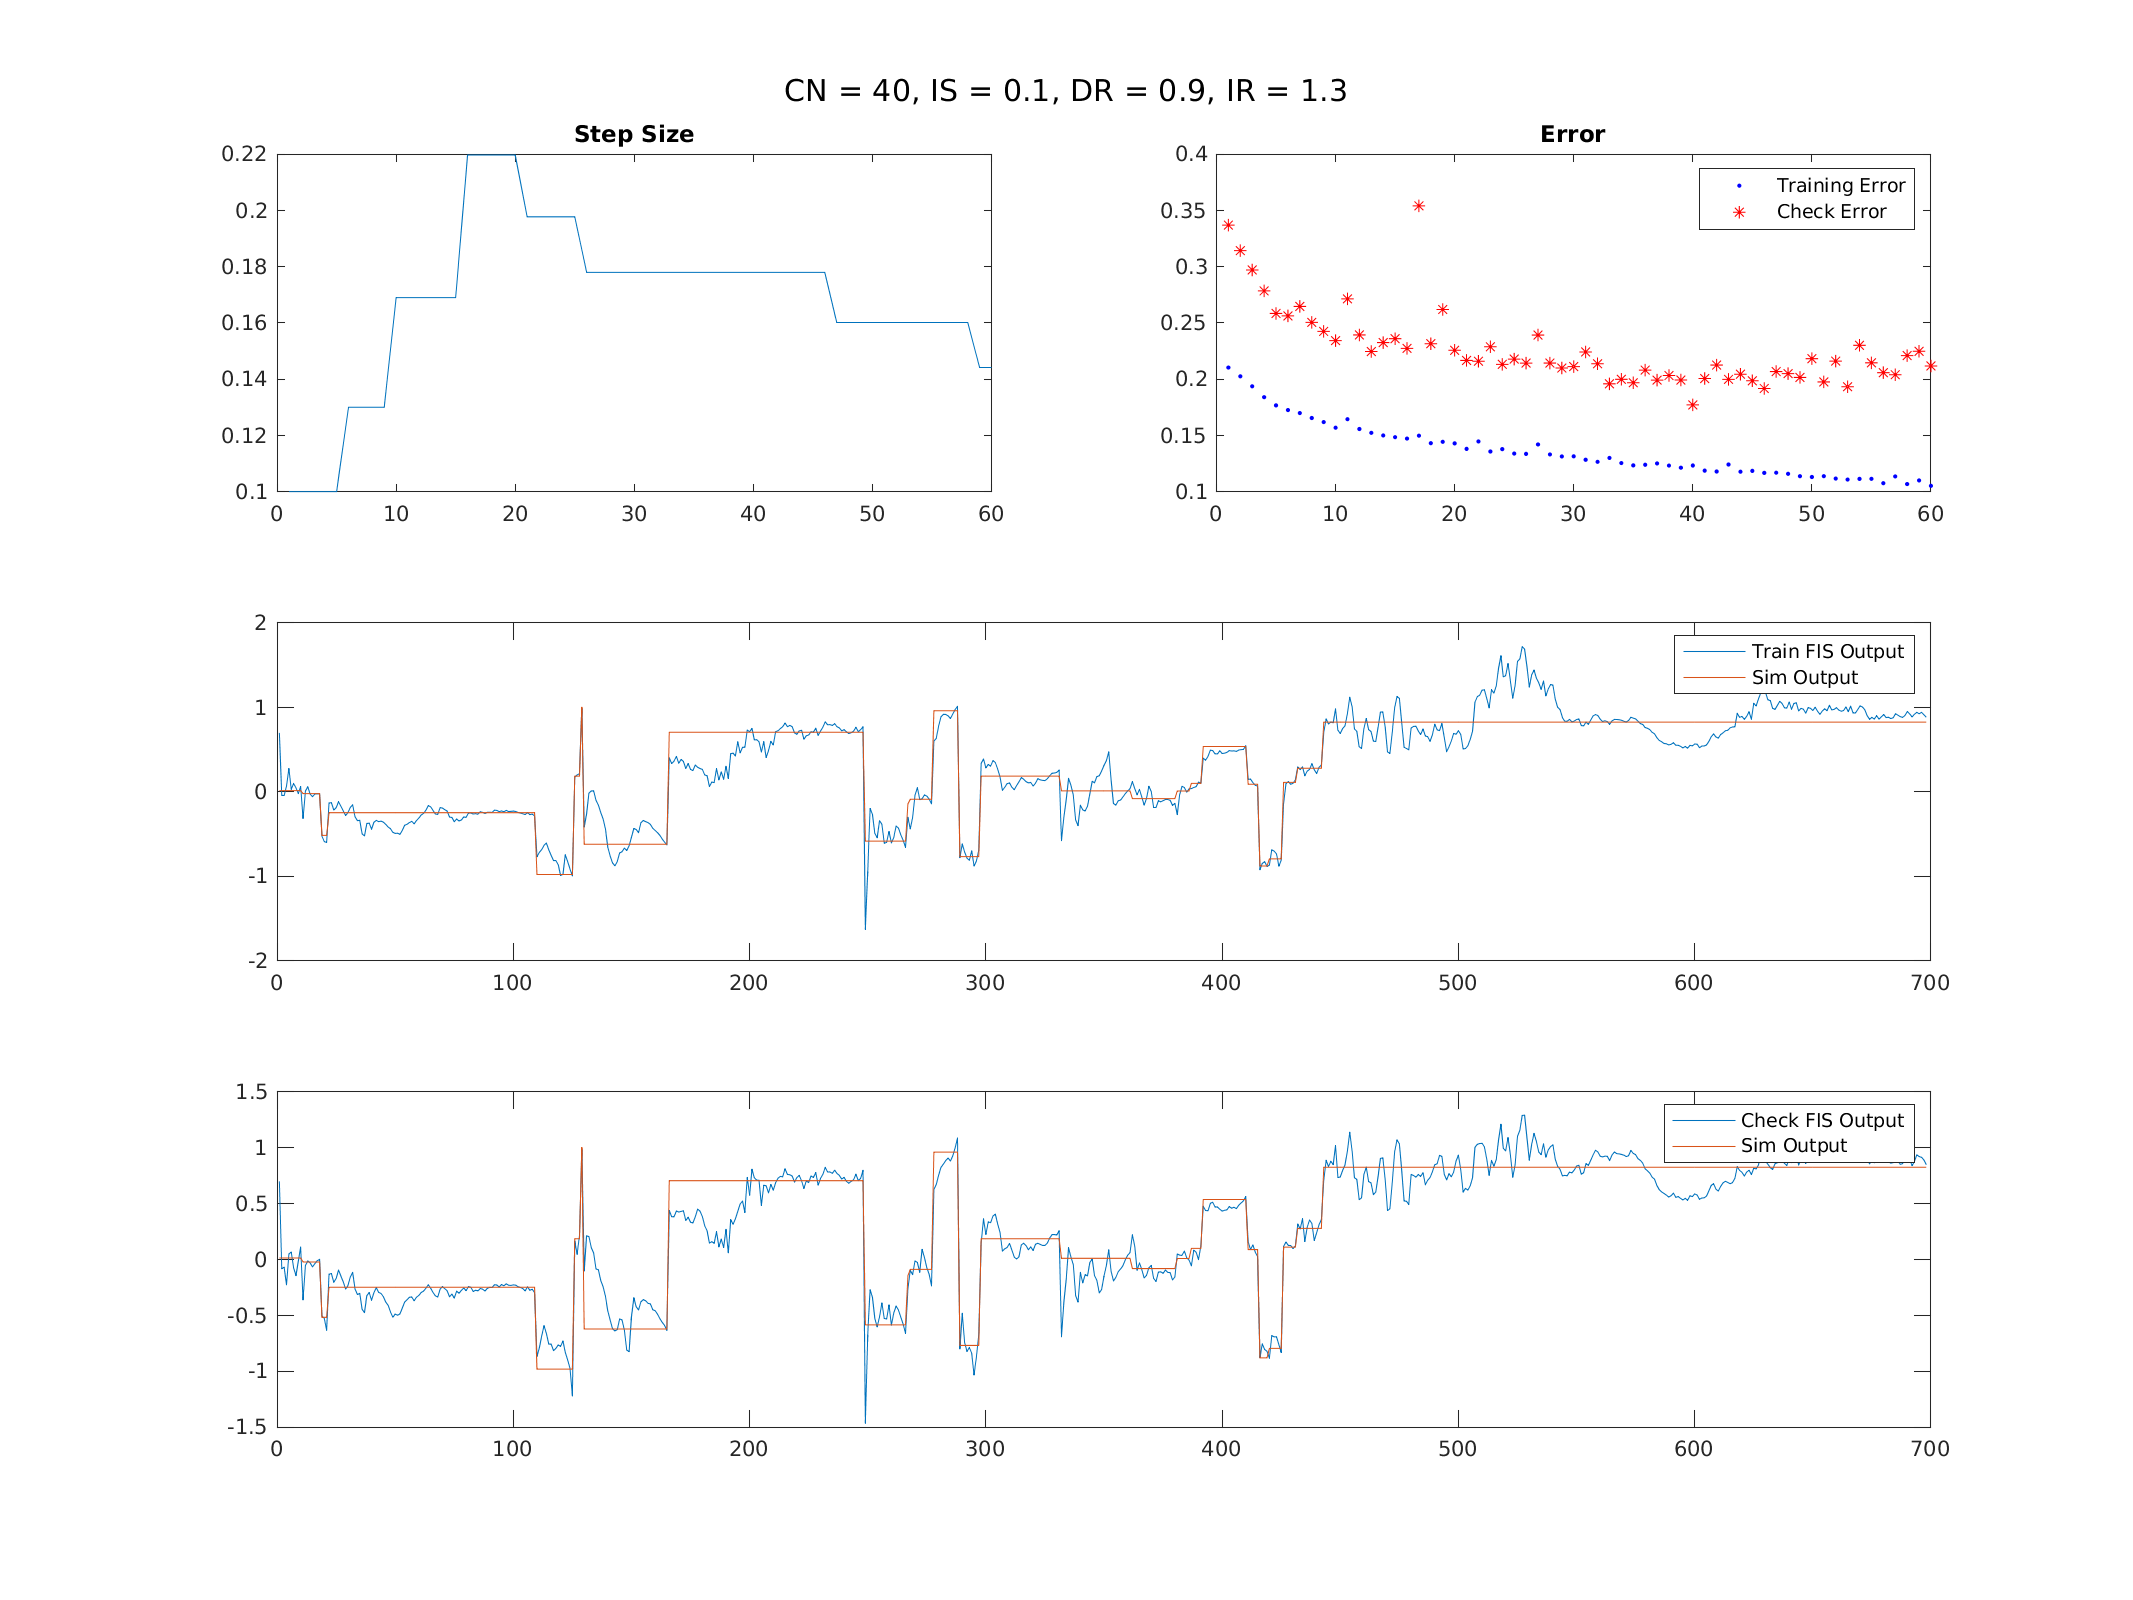 CN = 40, IS = 0.1, DR = 0.9, IR = 1.3
Step Size
0.22
0.2
0.18
0.16
0.14
0.12
0.1
0 10 20 30 40 50 60
Error
0.4
0.35
0.3
0.25
0.2
0.15
0.1
0 10 20 30 40 50 60
Training Error
Check Error
2
1
0
-1
-2
0 100 200 300 400 500 600 700
Train FIS Output
Sim Output
1.5
1
0.5
0
-0.5
-1
-1.5
0 100 200 300 400 500 600 700
Check FIS Output
Sim Output